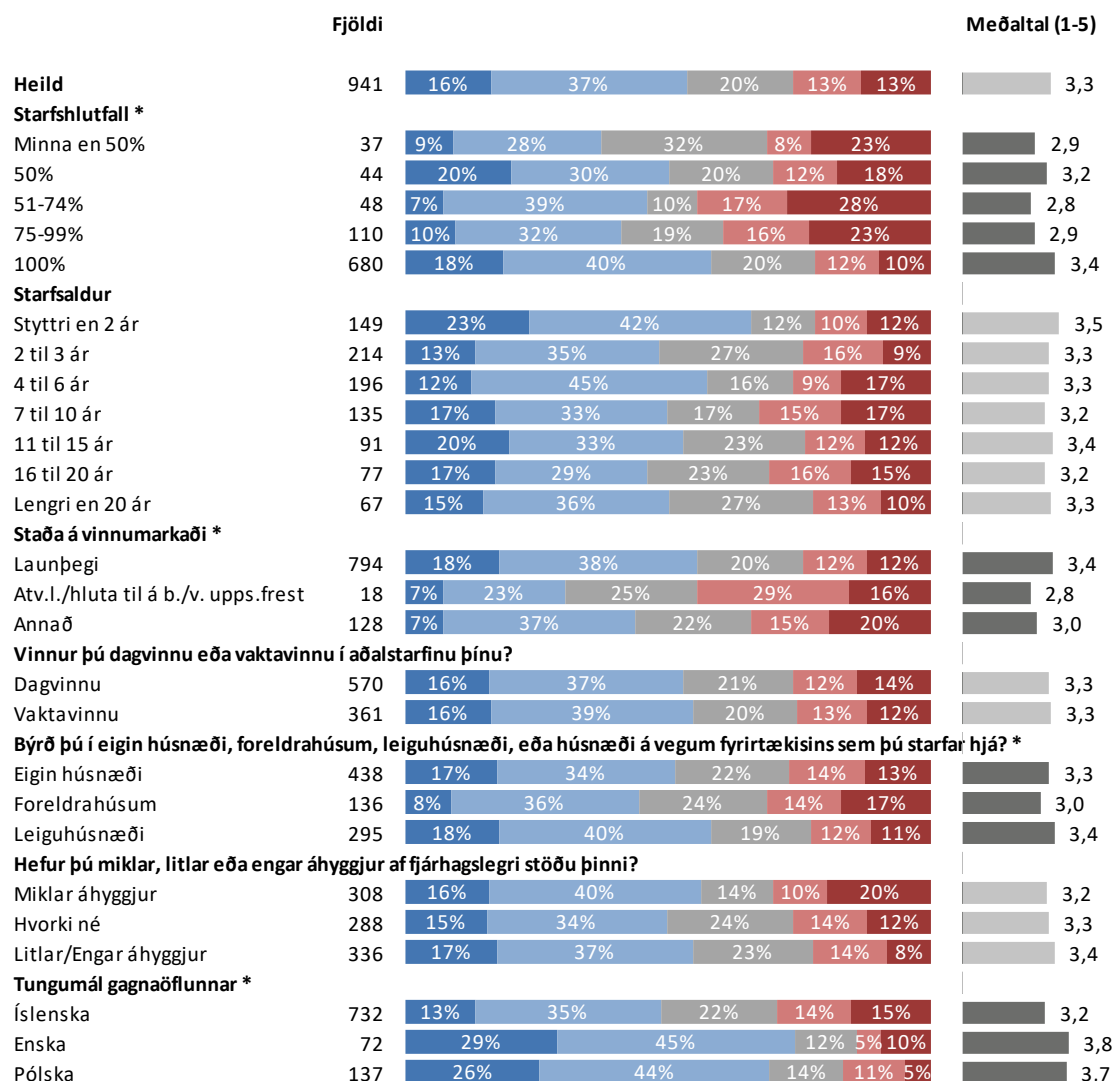 Fjöldi Meðaltal (1-5)
Heild 941 16% 37% 20% 13% 13% 3,3
Starfshlutfall *
Minna en 50% 37 9% 28% 32% 8% 23% 2,9
50% 44 20% 30% 20% 12% 18% 3,2
51-74% 48 7% 39% 10% 17% 28% 2,8
75-99% 110 10% 32% 19% 16% 23% 2,9
100% 680 18% 40% 20% 12% 10% 3,4
Starfsaldur
Styttri en 2 ár 149 23% 42% 12% 10% 12% 3,5
2 til 3 ár 214 13% 35% 27% 16% 9% 3,3
4 til 6 ár 196 12% 45% 16% 9% 17% 3,3
7 til 10 ár 135 17% 33% 17% 15% 17% 3,2
11 til 15 ár 91 20% 33% 23% 12% 12% 3,4
16 til 20 ár 77 17% 29% 23% 16% 15% 3,2
Lengri en 20 ár 67 15% 36% 27% 13% 10% 3,3
Staða á vinnumarkaði *
Launþegi 794 18% 38% 20% 12% 12% 3,4
Atv.l./hluta til á b./v. upps.frest 18 7% 23% 25% 29% 16% 2,8
Annað 128 7% 37% 22% 15% 20% 3,0
Vinnur þú dagvinnu eða vaktavinnu í aðalstarfinu þínu?
Dagvinnu 570 16% 37% 21% 12% 14% 3,3
Vaktavinnu 361 16% 39% 20% 13% 12% 3,3
Býrð þú í eigin húsnæði, foreldrahúsum, leiguhúsnæði, eða húsnæði á vegum fyrirtækisins sem þú starfar hjá? *
Eigin húsnæði 438 17% 34% 22% 14% 13% 3,3
Foreldrahúsum 136 8% 36% 24% 14% 17% 3,0
Leiguhúsnæði 295 18% 40% 19% 12% 11% 3,4
Hefur þú miklar, litlar eða engar áhyggjur af fjárhagslegri stöðu þinni?
Miklar áhyggjur 308 16% 40% 14% 10% 20% 3,2
Hvorki né 288 15% 34% 24% 14% 12% 3,3
Litlar/Engar áhyggjur 336 17% 37% 23% 14% 8% 3,4
Tungumál gagnaöflunnar *
Íslenska 732 13% 35% 22% 14% 15% 3,2
Enska 72 29% 45% 12% 5% 10% 3,8
Pólska 137 26% 44% 14% 11% 5% 3,7